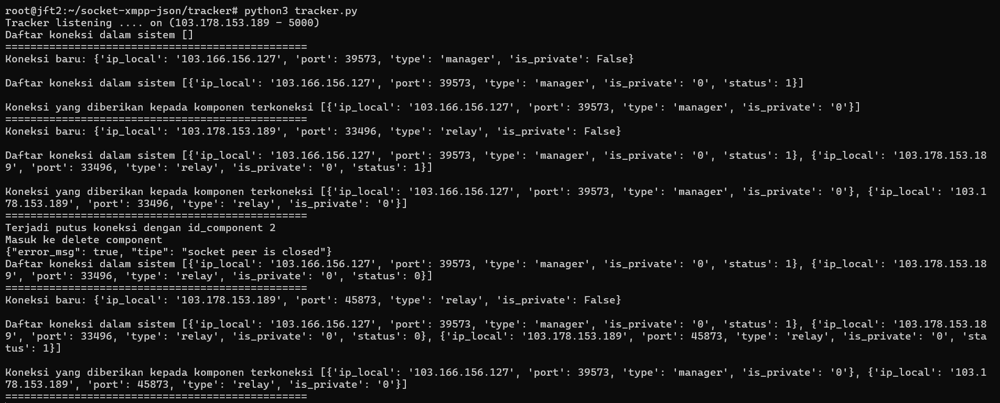 root@jft2:~/socket-xmpp-json/tracker# python3 tracker.py
Tracker listening .... on (103.178.153.189 - 5000)
Daftar koneksi dalam sistem []
================================================
Koneksi baru: {'ip_local': '103.166.156.127', 'port': 39573, 'type': 'manager', 'is_private': False}
Daftar koneksi dalam sistem [{'ip_local': '103.166.156.127', 'port': 39573, 'type': 'manager', 'is_private': '0', 'status': 1}]
Koneksi yang diberikan kepada komponen terkoneksi [{'ip_local': '103.166.156.127', 'port': 39573, 'type': 'manager', 'is_private': '0'}]
================================================
Koneksi baru: {'ip_local': '103.178.153.189', 'port': 33496, 'type': 'relay', 'is_private': False}
Daftar koneksi dalam sistem [{'ip_local': '103.166.156.127', 'port': 39573, 'type': 'manager', 'is_private': '0', 'status': 1}, {'ip_local': '103.178.153.18
9', 'port': 33496, 'type': 'relay', 'is_private': '0', 'status': 1}]
Koneksi yang diberikan kepada komponen terkoneksi [{'ip_local': '103.166.156.127', 'port': 39573, 'type': 'manager', 'is_private': '0'}, {'ip_local': '103.1
78.153.189', 'port': 33496, 'type': 'relay', 'is_private': '0'}]
================================================
Terjadi putus koneksi dengan id_component 2
Masuk ke delete component
{"error_msg": true, "tipe": "socket peer is closed"}
Daftar koneksi dalam sistem [{'ip_local': '103.166.156.127', 'port': 39573, 'type': 'manager', 'is_private': '0', 'status': 1}, {'ip_local': '103.178.153.18
9', 'port': 33496, 'type': 'relay', 'is_private': '0', 'status': 0}]
================================================
Koneksi baru: {'ip_local': '103.178.153.189', 'port': 45873, 'type': 'relay', 'is_private': False}
Daftar koneksi dalam sistem [{'ip_local': '103.166.156.127', 'port': 39573, 'type': 'manager', 'is_private': '0', 'status': 1}, {'ip_local': '103.178.153.18
9', 'port': 33496, 'type': 'relay', 'is_private': '0', 'status': 0}, {'ip_local': '103.178.153.189', 'port': 45873, 'type': 'relay', 'is_private': '0', 'sta
tus': 1}]
Koneksi yang diberikan kepada komponen terkoneksi [{'ip_local': '103.166.156.127', 'port': 39573, 'type': 'manager', 'is_private': '0'}, {'ip_local': '103.1
78.153.189', 'port': 45873, 'type': 'relay', 'is_private': '0'}]
================================================